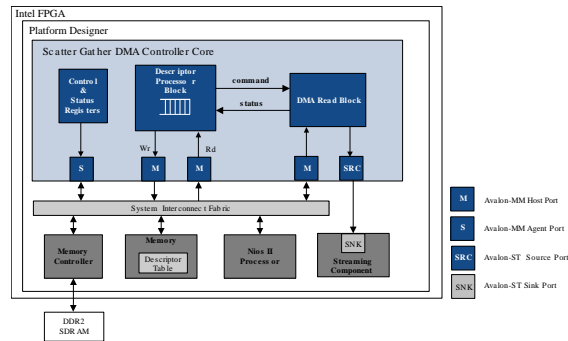 Intel FPGA
Platform Designer
Scatter Gather DMA Controller Core
Control
&
Status
Registers
Descriptor
Processo r
Block
command
status
DMA Read Block
Wr
Rd
S
M
M
M
SRC
System Interconnect Fabric
Memory
Controller
Memory
Descriptor
Table
Nios II
Processor
SNK
Streaming
Component
DDR2
SDRAM
M
Avalon-MM Host Port
S
Avalon-MM Agent Port
SRC
Avalon-ST Source Port
SNK
Avalon-ST Sink Port